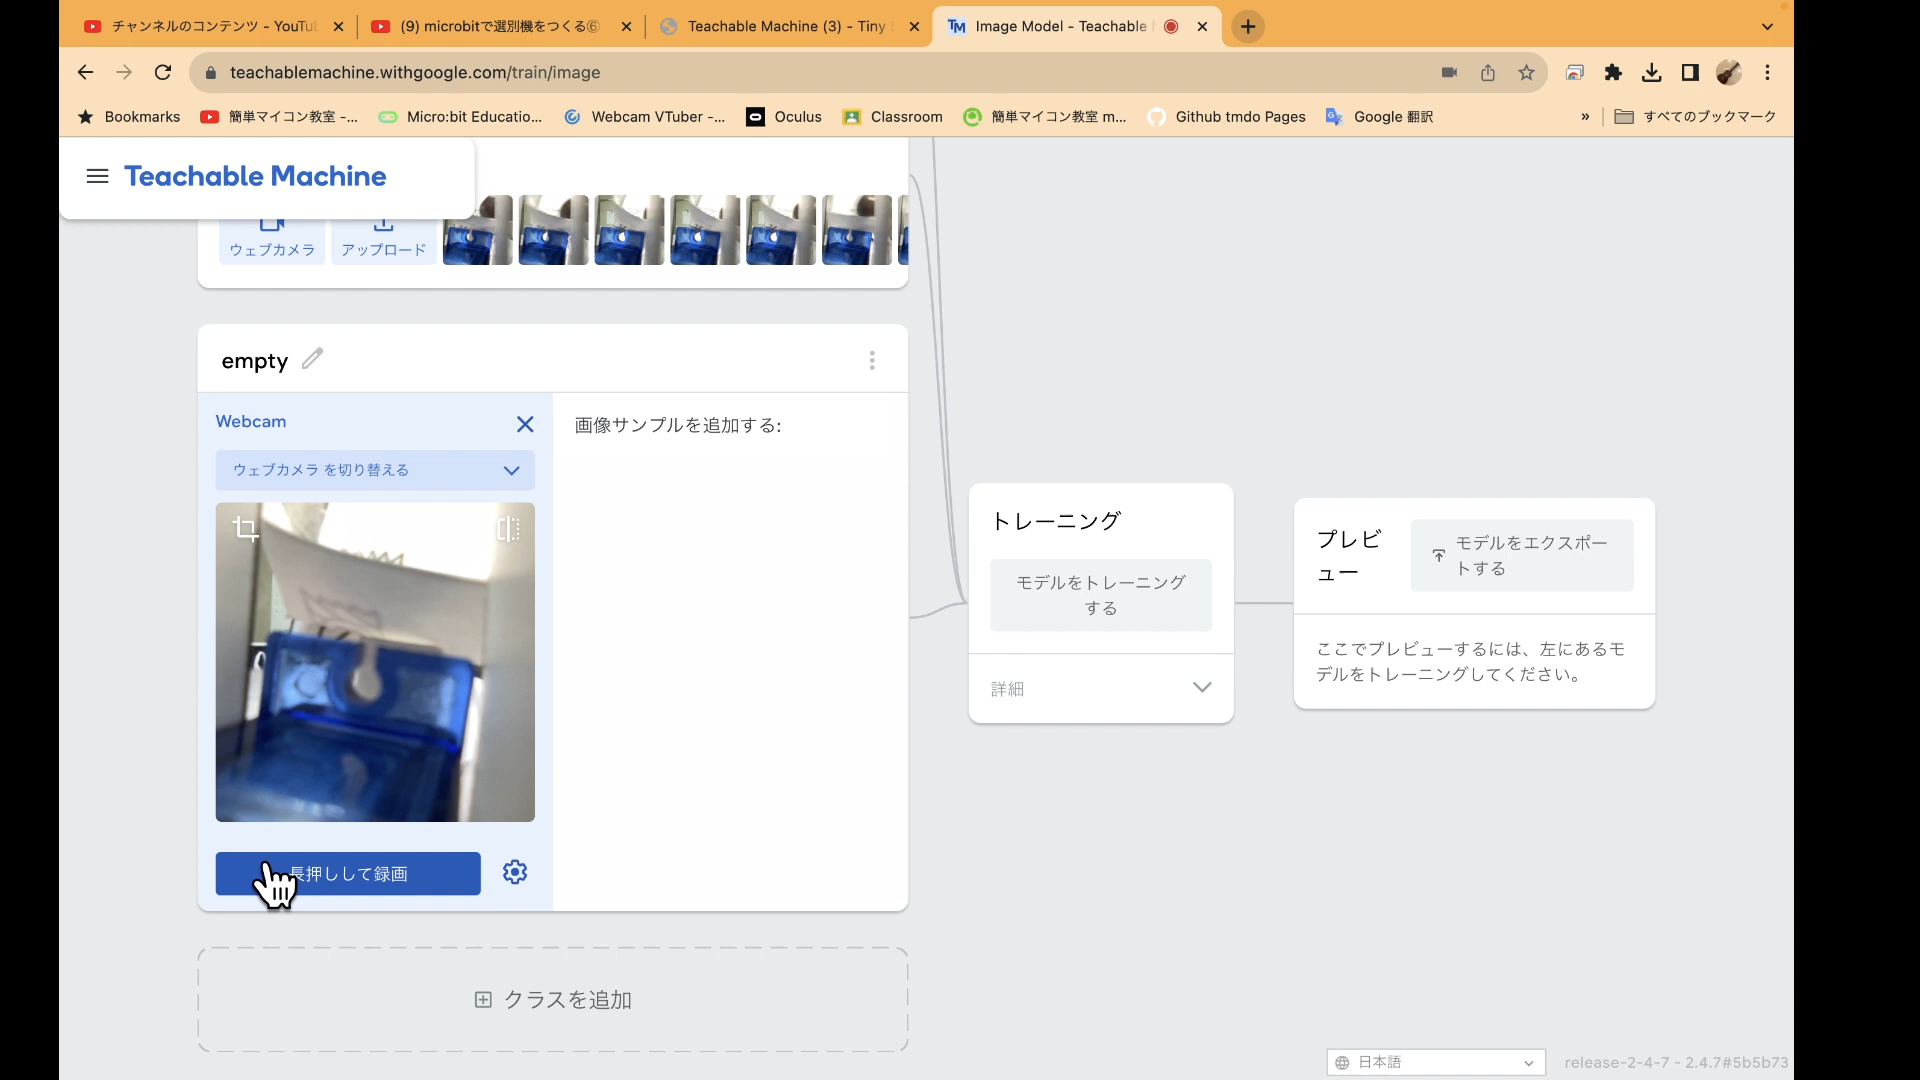 チャンネルのコンテンツ - YouTu
(9) microbitで選別機をつくる⑥
Teachable Machine (3) - Tiny
Image Model - Teachable
teachablemachine.withgoogle.com/train/image
Bookmarks
簡単マイコン教室 -...
Micro:bit Educatio...
Webcam VTuber -...
Oculus
Classroom
簡単マイコン教室 m...
Github tmdo Pages
Google 翻訳
»
すべてのブックマーク
Teachable Machine
ウェブカメラ
アップロード
empty
Webcam
画像サンプルを追加する:
ウェブカメラ を切り替える
長押しして録画
トレーニング
モデルをトレーニング
する
詳細
プレビ
ュー
モデルをエクスポー
トする
ここでプレビューするには、左にあるモ
デルをトレーニングしてください。
クラスを追加
日本語
release-2-4-7 - 2.4.7#5b5b73